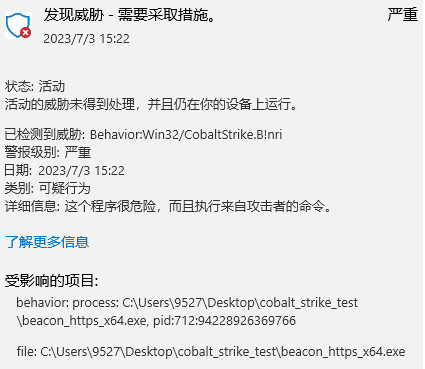 发现威胁 - 需要采取措施。 严重
2023/7/3 15:22
状态: 活动
活动的威胁未得到处理，并且仍在你的设备上运行。
已检测到威胁: Behavior:Win32/CobaltStrike.B!nri
警报级别: 严重
日期: 2023/7/3 15:22
类别: 可疑行为
详细信息: 这个程序很危险，而且执行来自攻击者的命令。
了解更多信息
受影响的项目:
behavior: process: C:\Users\9527\Desktop\cobalt_strike_test
\beacon_https_x64.exe, pid:712:94228926369766
file: C:\Users\9527\Desktop\cobalt_strike_test\beacon_https_x64.exe